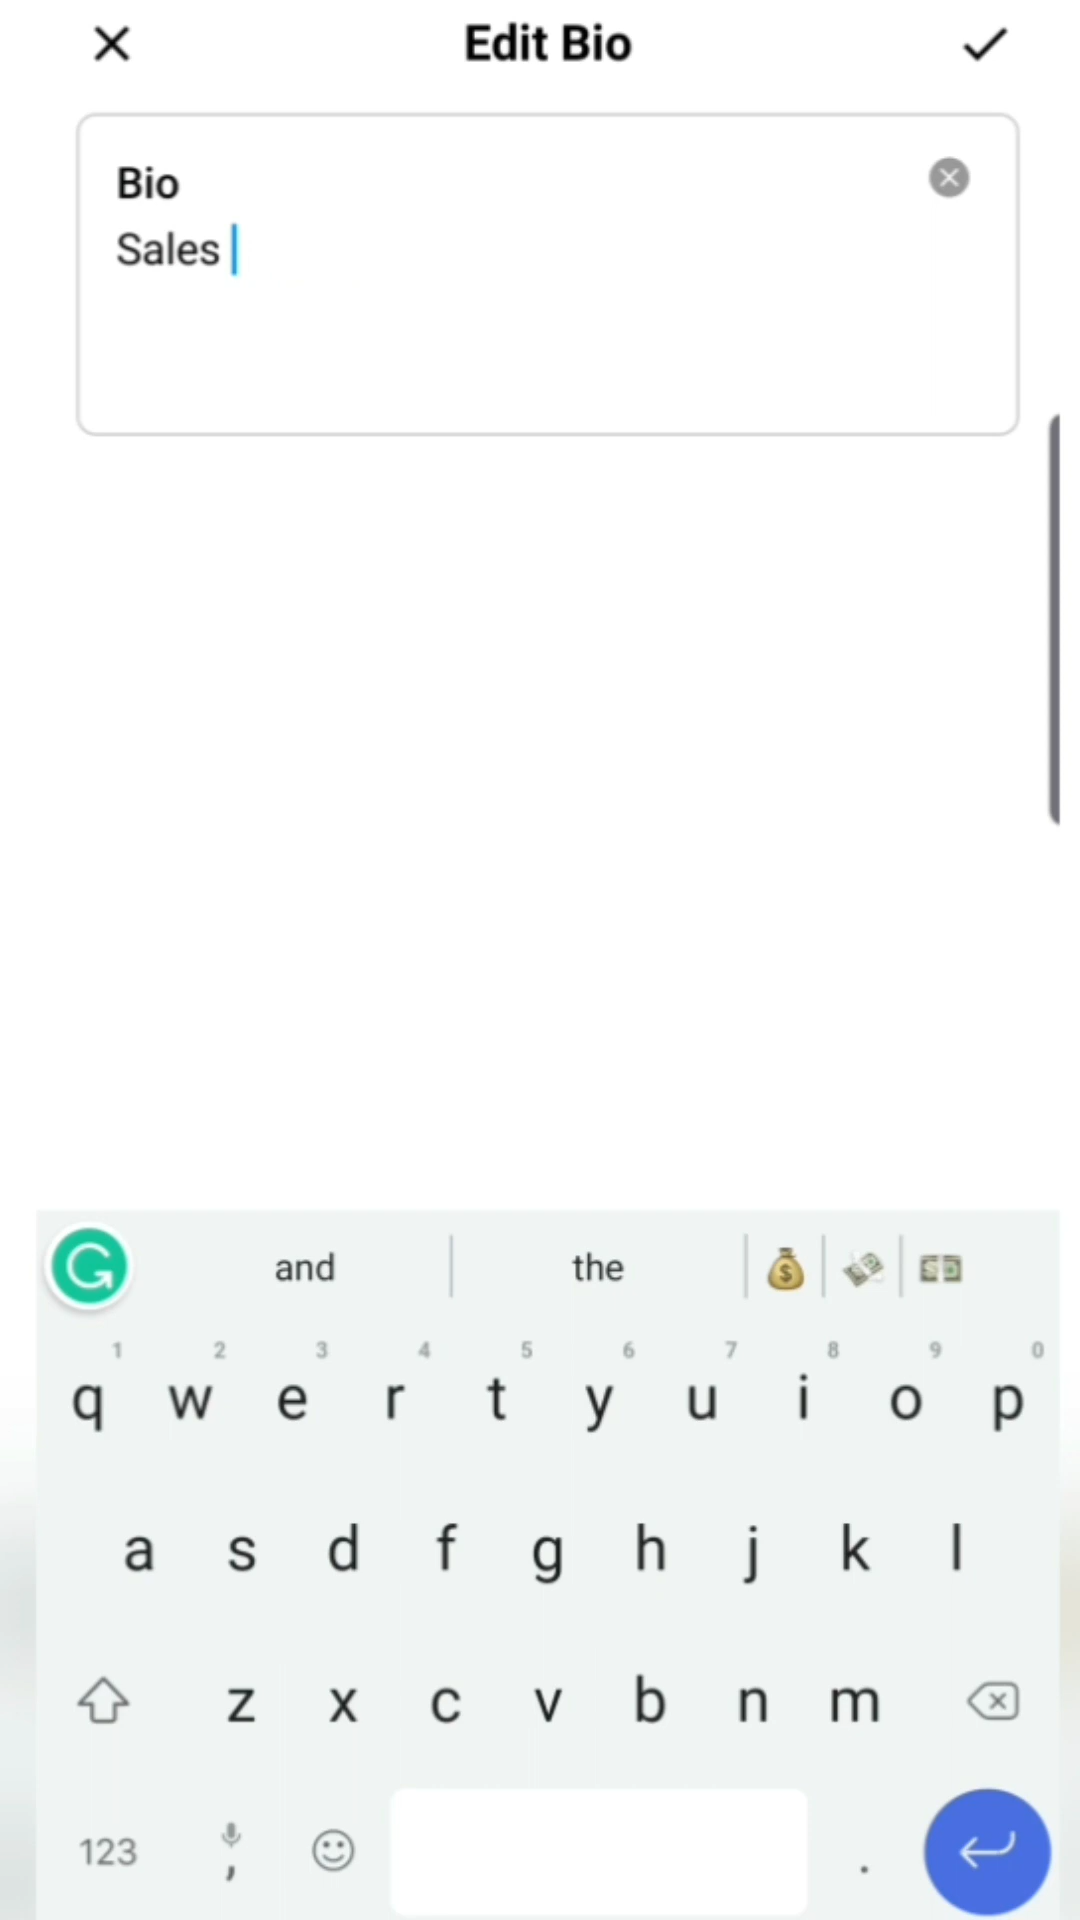 Edit Bio
Bio
Sales
and the
1 2 3 4 5 6 7 8 9 0
q w e r t y u i o p
a s d f g h j k l
z x c v b n m
123 , .